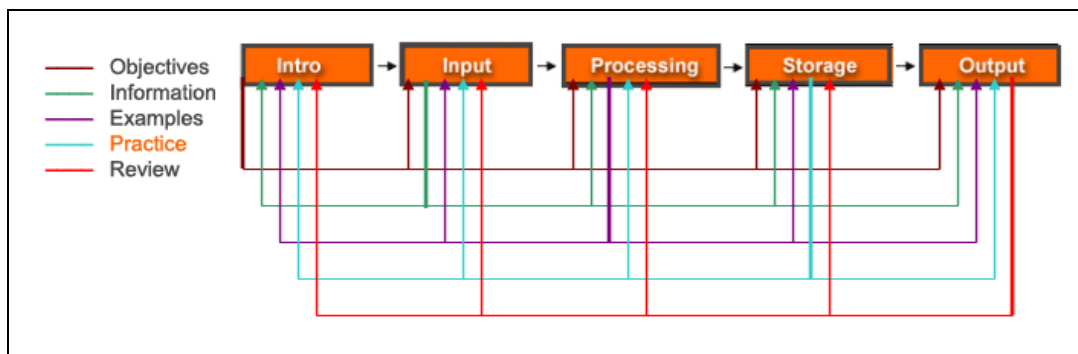 Intro
Input
Processing
Storage
Output
Objectives
Information
Examples
Practice
Review